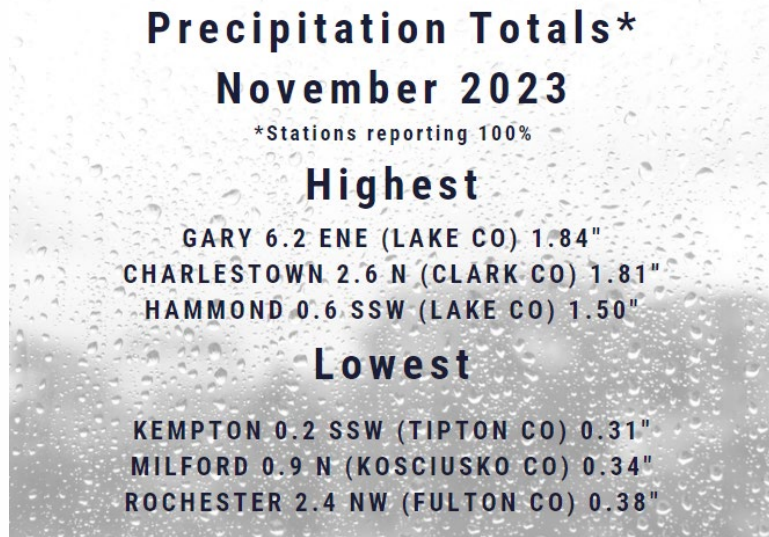 Precipitation Totals*
November 2023
*Stations reporting 100%
Highest
GARY 6.2 ENE (LAKE CO) 1.84"
CHARLESTOWN 2.6 N (CLARK CO) 1.81"
HAMMOND 0.6 SSW (LAKE CO) 1.50"
Lowest
KEMPTON 0.2 SSW (TIPTON CO) 0.31"
MILFORD 0.9 N (KOSCIUSKO CO) 0.34"
ROCHESTER 2.4 NW (FULTON CO) 0.38"